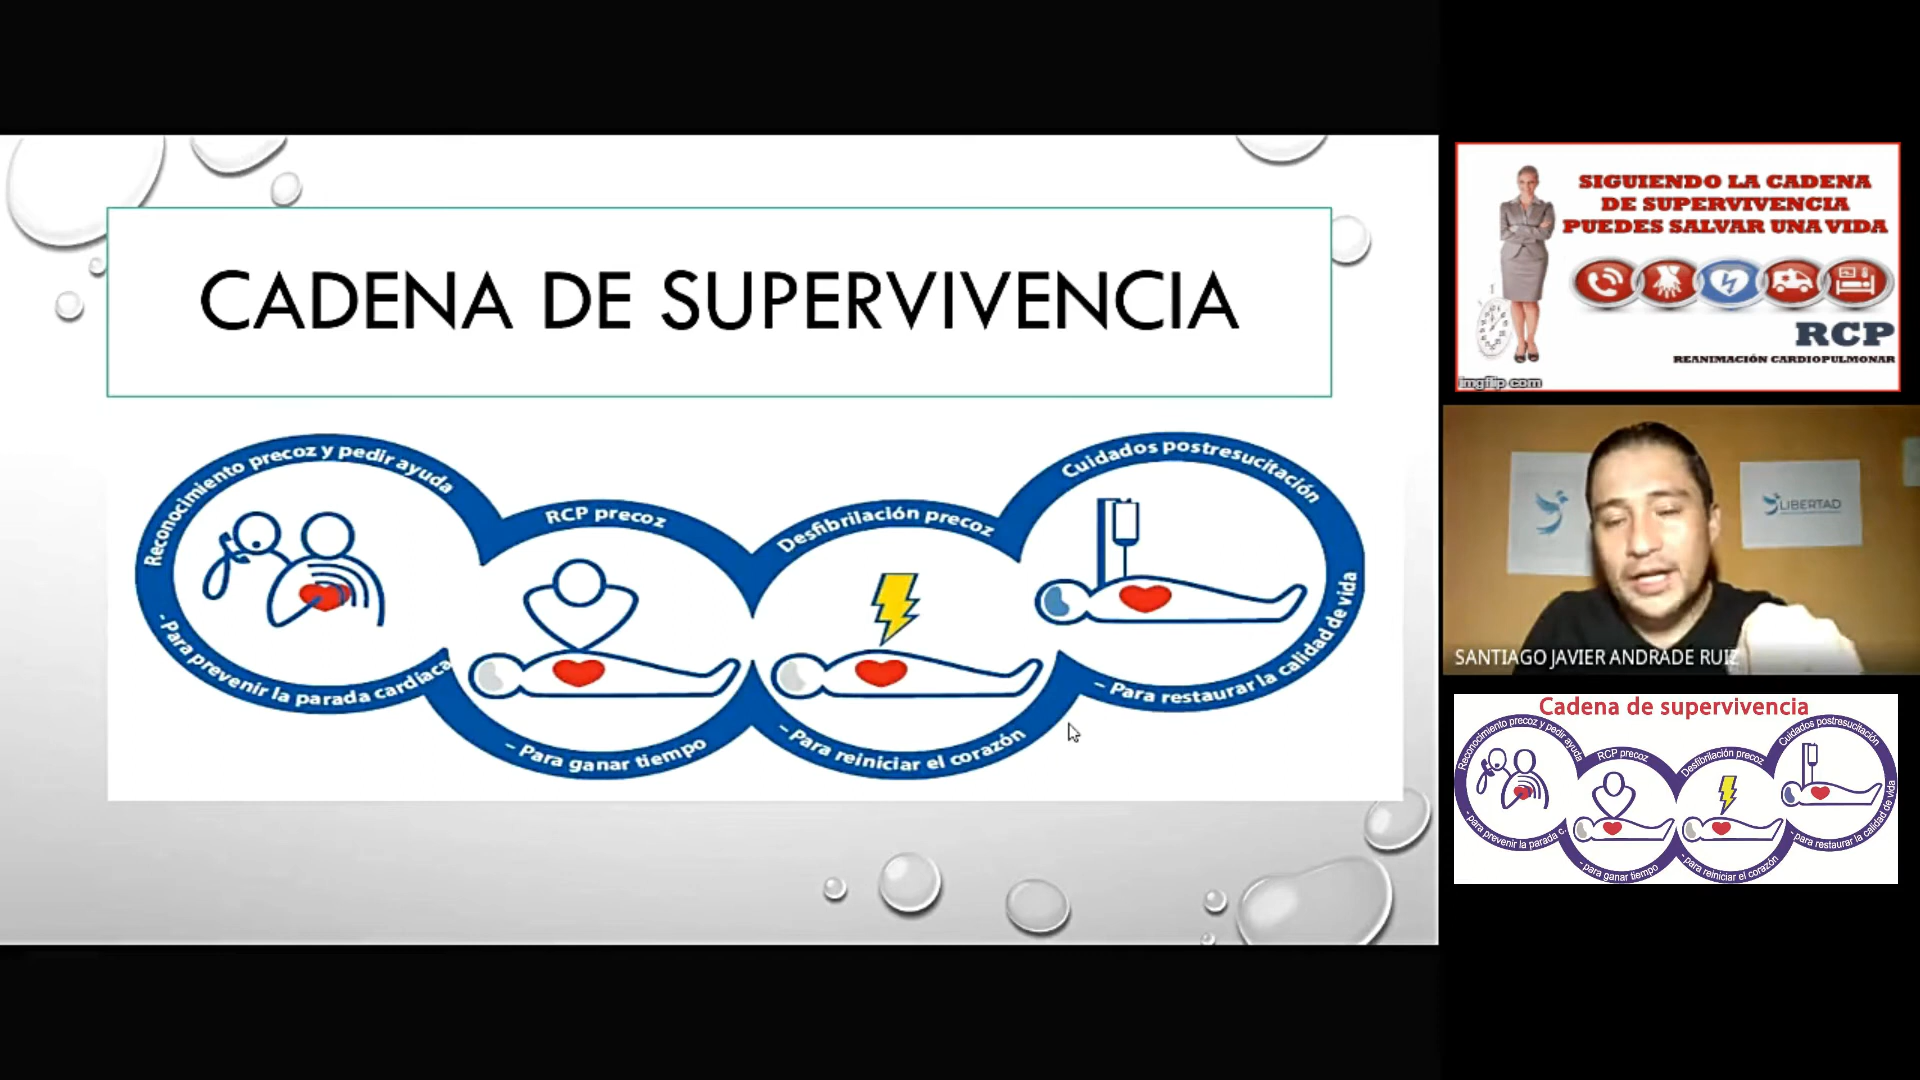 CADENA DE SUPERVIVENCIA
Reconocimiento precoz y pedir ayuda
- Para prevenir la parada cardíaca
RCP precoz
- Para ganar tiempo
Desfibrilación precoz
- Para reiniciar el corazón
Cuidados postresucitación
- Para restaurar la calidad de vida
SIGUIENDO LA CADENA
DE SUPERVIVENCIA
PUEDES SALVAR UNA VIDA
RCP
REANIMACIÓN CARDIOPULMONAR
imgflip.com
LIBERTAD
SANTIAGO JAVIER ANDRADE RUIZ
Cadena de supervivencia
Reconocimiento precoz y pedir ayuda
- para prevenir la parada c.
RCP precoz
- para ganar tiempo
Desfibrilación precoz
- para reiniciar el corazón
Cuidados postresucitación
- para restaurar la calidad de vida